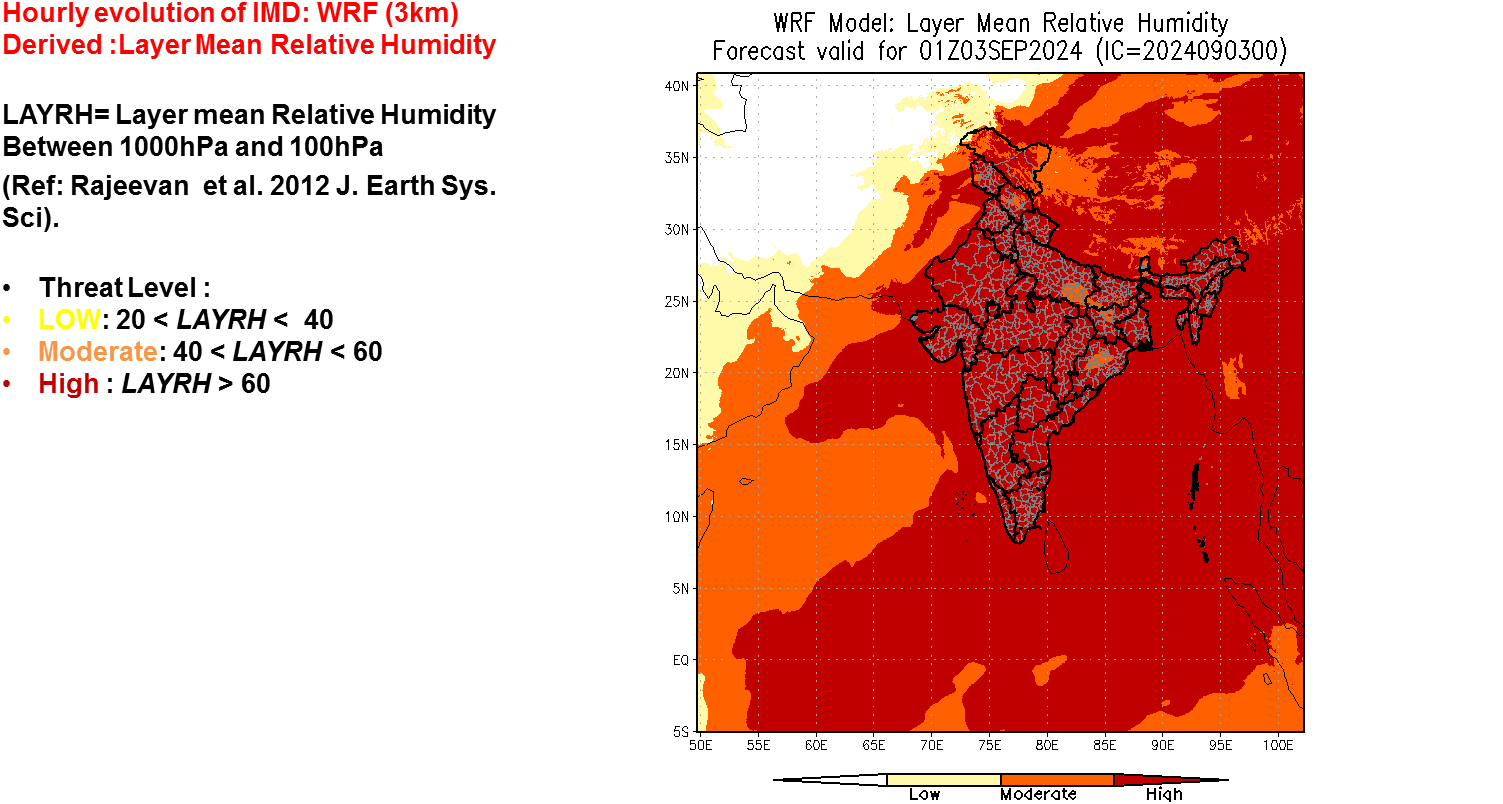 Hourly evolution of IMD: WRF (3km)
Derived :Layer Mean Relative Humidity
LAYRH= Layer mean Relative Humidity
Between 1000hPa and 100hPa
(Ref: Rajeevan et al. 2012 J. Earth Sys.
Sci).
• Threat Level :
• LOW: 20 < LAYRH < 40
• Moderate: 40 < LAYRH < 60
• High : LAYRH > 60
WRF Model: Layer Mean Relative Humidity
Forecast valid for 01Z03SEP2024 (IC=2024090300)
40N
35N
30N
25N
20N
15N
10N
5N
EQ
5S
50E 55E 60E 65E 70E 75E 80E 85E 90E 95E 100E
Low Moderate High